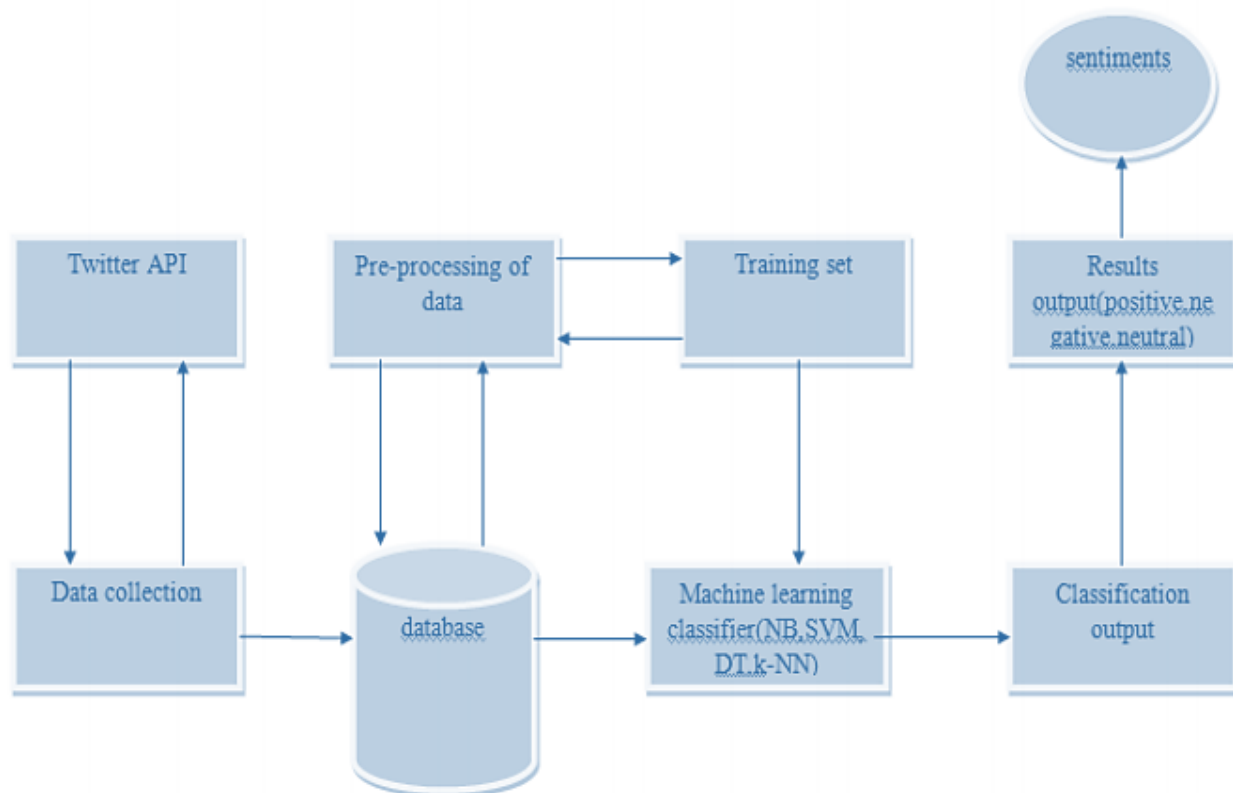 sentiments
Twitter API
Pre-processing of
data
Training set
Results
output(positive,ne
gative,neutral)
Data collection
database
Machine learning
classifier(NB,SVM,
DT,k-NN)
Classification
output